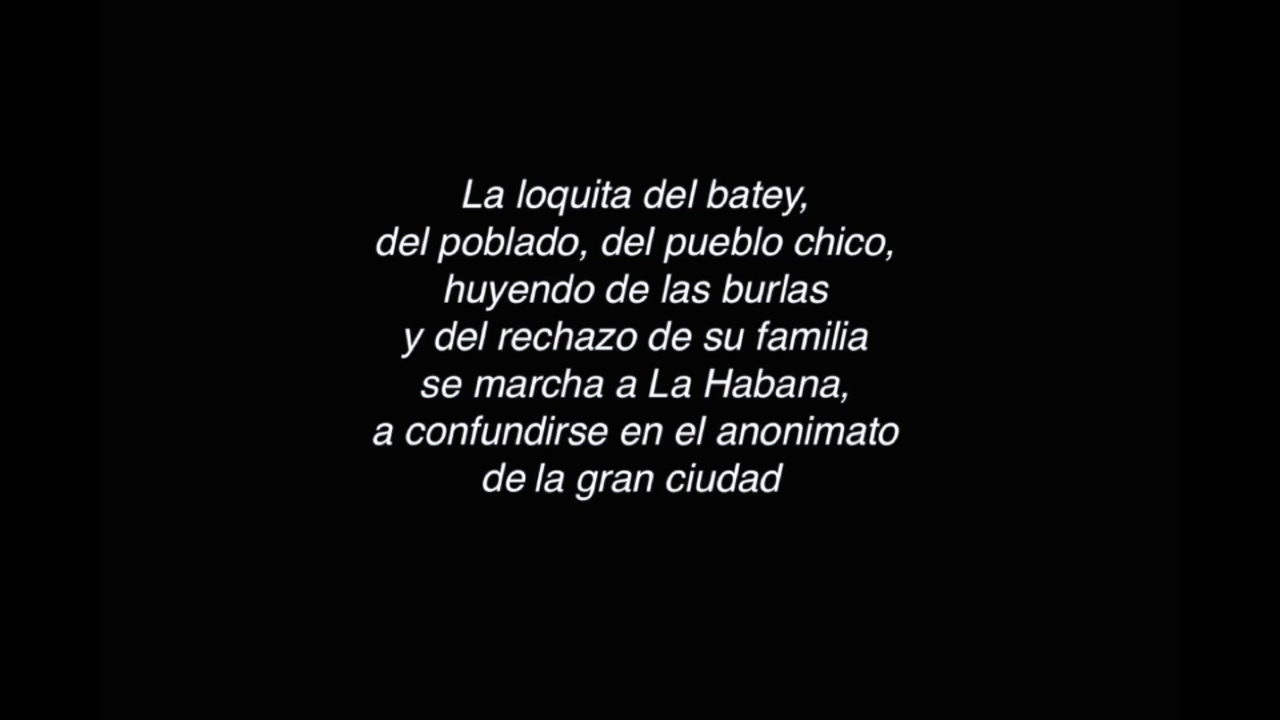 La loquita del batey,
del poblado, del pueblo chico,
huyendo de las burlas
y del rechazo de su familia
se marcha a La Habana,
a confundirse en el anonimato
de la gran ciudad